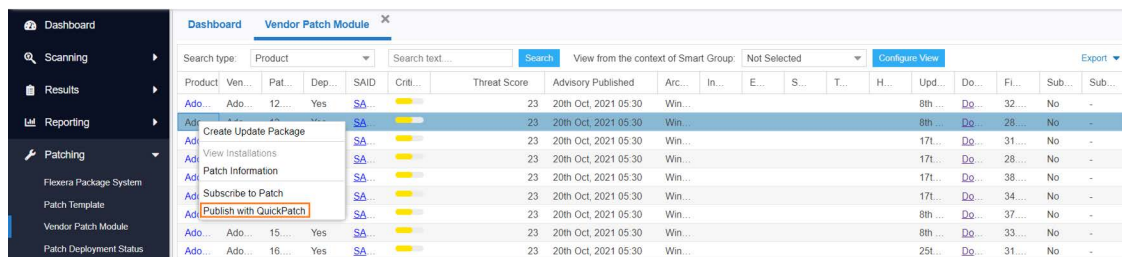 Dashboard
Scanning
Results
Reporting
Patching
Flexera Package System
Patch Template
Vendor Patch Module
Patch Deployment Status
Dashboard Vendor Patch Module
Search type: Product Search text.... Search View from the context of Smart Group: Not Selected Configure View Export
Product Ven... Pat... Dep... SAID Criti... Threat Score Advisory Published Arc... In... E... S... T... H... Upd... Do... Fi... Sub... Sub...
Ado... Ado... 12.... Yes SA... 23 20th Oct, 2021 05:30 Win... 8th ... Do... 32.... No -
SA... 23 20th Oct, 2021 05:30 Win... 8th ... Do... 28.... No -
Create Update Package
SA... 23 20th Oct, 2021 05:30 Win... 17t... Do... 31.... No -
View Installations
SA... 23 20th Oct, 2021 05:30 Win... 17t... Do... 28.... No -
Patch Information
SA... 23 20th Oct, 2021 05:30 Win... 17t... Do... 38.... No -
Subscribe to Patch
SA... 23 20th Oct, 2021 05:30 Win... 17t... Do... 34.... No -
Publish with QuickPatch
SA... 23 20th Oct, 2021 05:30 Win... 8th ... Do... 37.... No -
Ado... Ado... 15.... Yes SA... 23 20th Oct, 2021 05:30 Win... 8th ... Do... 33.... No -
Ado... Ado... 16.... Yes SA... 23 20th Oct, 2021 05:30 Win... 25t... Do... 31.... No -